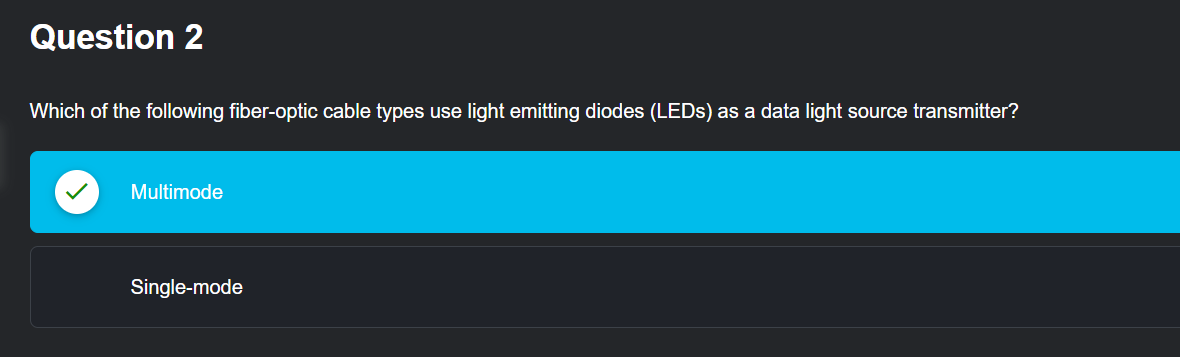 Question 2
Which of the following fiber-optic cable types use light emitting diodes (LEDs) as a data light source transmitter?
Multimode
Single-mode